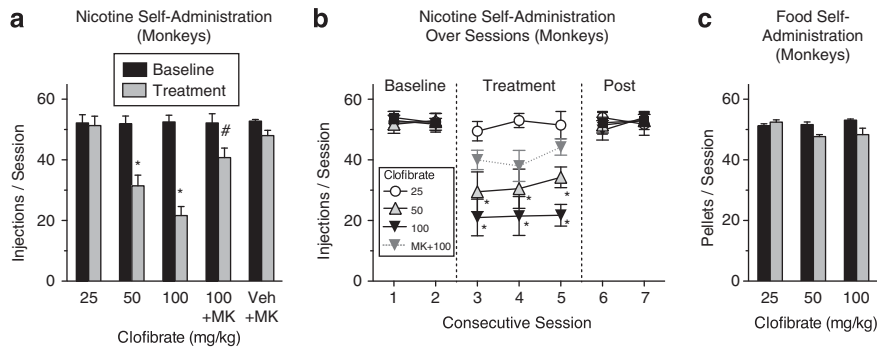 a
Nicotine Self-Administration
(Monkeys)
Baseline
Treatment
Injections / Session
60
40
20
0
*
*
#
25
50
100
100
+MK
Veh
+MK
Clofibrate (mg/kg)
b
Nicotine Self-Administration
Over Sessions (Monkeys)
Baseline
Treatment
Post
Injections / Session
60
40
20
0
Clofibrate
25
50
100
MK+100
*
*
*
*
*
*
1
2
3
4
5
6
7
Consecutive Session
c
Food Self-
Administration
(Monkeys)
Pellets / Session
60
40
20
0
25
50
100
Clofibrate (mg/kg)